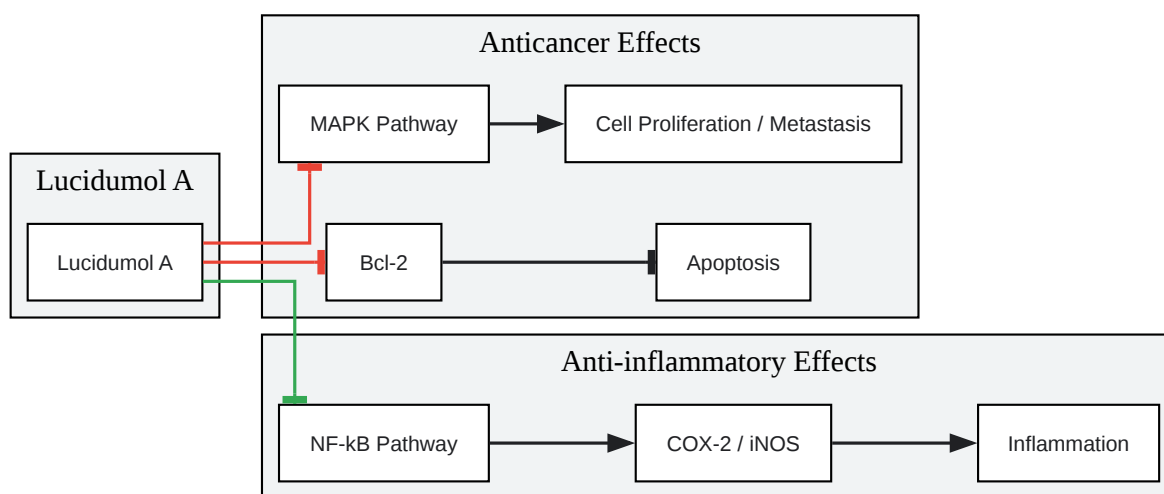 Anticancer Effects
MAPK Pathway
Cell Proliferation / Metastasis
Lucidumol A
Lucidumol A
Bcl-2
Apoptosis
Anti-inflammatory Effects
NF-kB Pathway
COX-2 / iNOS
Inflammation